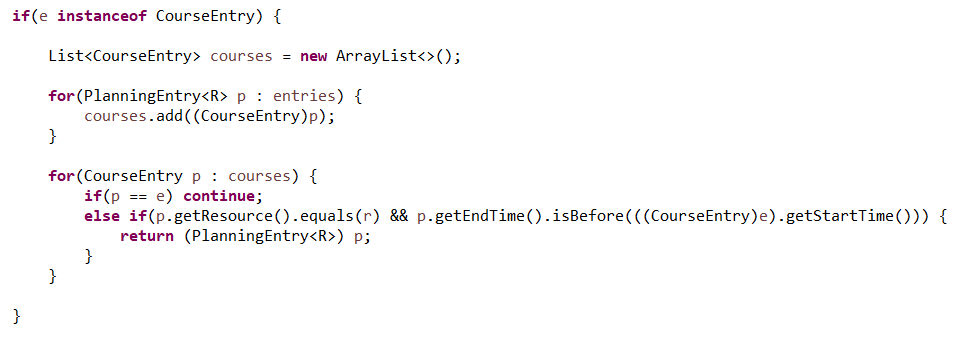 if(e instanceof CourseEntry) {
List<CourseEntry> courses = new ArrayList<>();
for(PlanningEntry<R> p : entries) {
courses.add((CourseEntry)p);
}
for(CourseEntry p : courses) {
if(p == e) continue;
else if(p.getResource().equals(r) && p.getEndTime().isBefore(((CourseEntry)e).getStartTime())) {
return (PlanningEntry<R>) p;
}
}
}